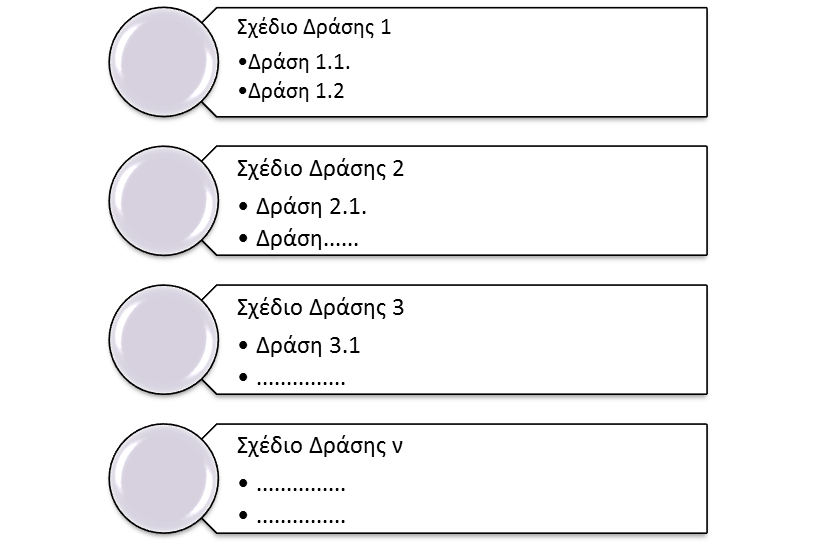 Σχέδιο Δράσης 1
•Δράση 1.1.
•Δράση 1.2
Σχέδιο Δράσης 2
• Δράση 2.1.
• Δράση......
Σχέδιο Δράσης 3
• Δράση 3.1
• ...............
Σχέδιο Δράσης ν
• ...............
• ...............